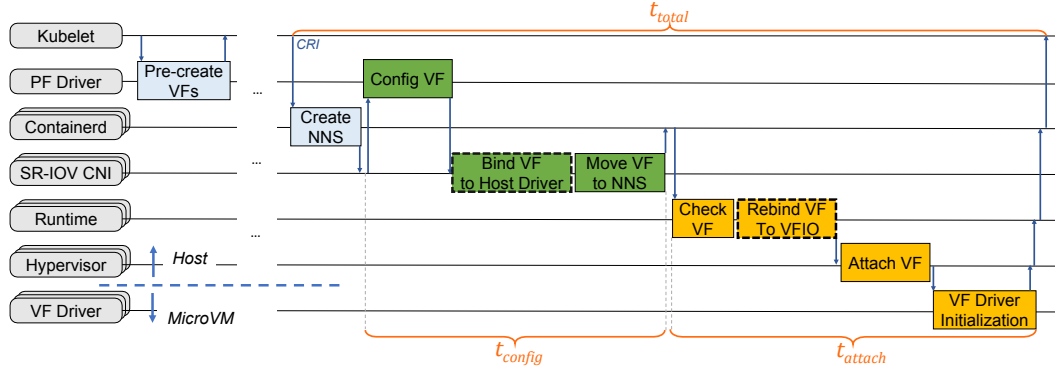 t_total
Kubelet
CRI
PF Driver
Pre-create
VFs
...
Config VF
Containerd
Create
NNS
SR-IOV CNI
...
Bind VF
to Host Driver
Move VF
to NNS
Runtime
...
Check
VF
Rebind VF
To VFIO
Hypervisor
Host
Attach VF
VF Driver
MicroVM
VF Driver
Initialization
t_config
t_attach